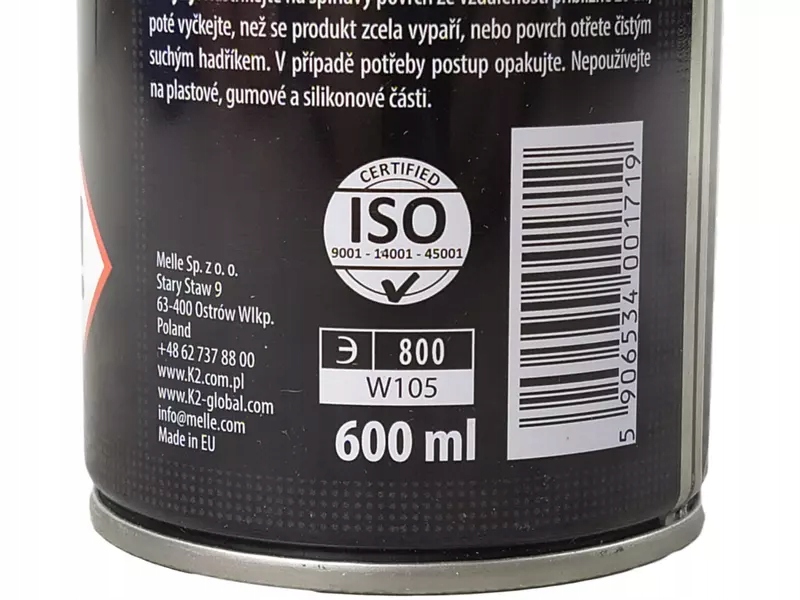 poté vyčkejte, než se produkt zcela vypaří, nebo povrch otřete čistým
suchým hadříkem. V případě potřeby postup opakujte. Nepoužívejte
na plastové, gumové a silikonové části.
CERTIFIED
ISO
9001 - 14001 - 45001
Melle Sp. z o. o.
Stary Staw 9
63-400 Ostrów Wlkp.
Poland
+48 62 737 88 00
www.K2.com.pl
www.K2-global.com
info@melle.com
Made in EU
Э 800
W105
600 ml
5 906534 001719